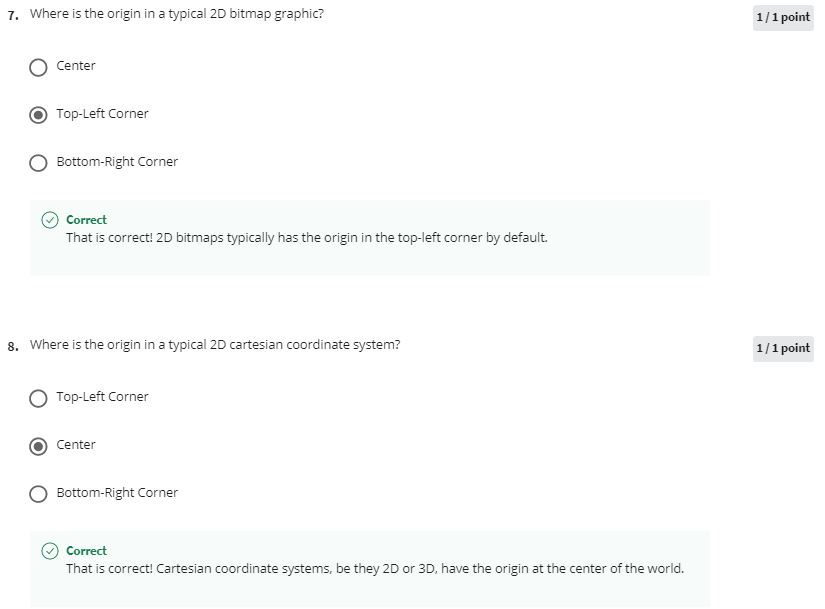 7. Where is the origin in a typical 2D bitmap graphic?
1 / 1 point
Center
Top-Left Corner
Bottom-Right Corner
Correct
That is correct! 2D bitmaps typically has the origin in the top-left corner by default.
8. Where is the origin in a typical 2D cartesian coordinate system?
1 / 1 point
Top-Left Corner
Center
Bottom-Right Corner
Correct
That is correct! Cartesian coordinate systems, be they 2D or 3D, have the origin at the center of the world.